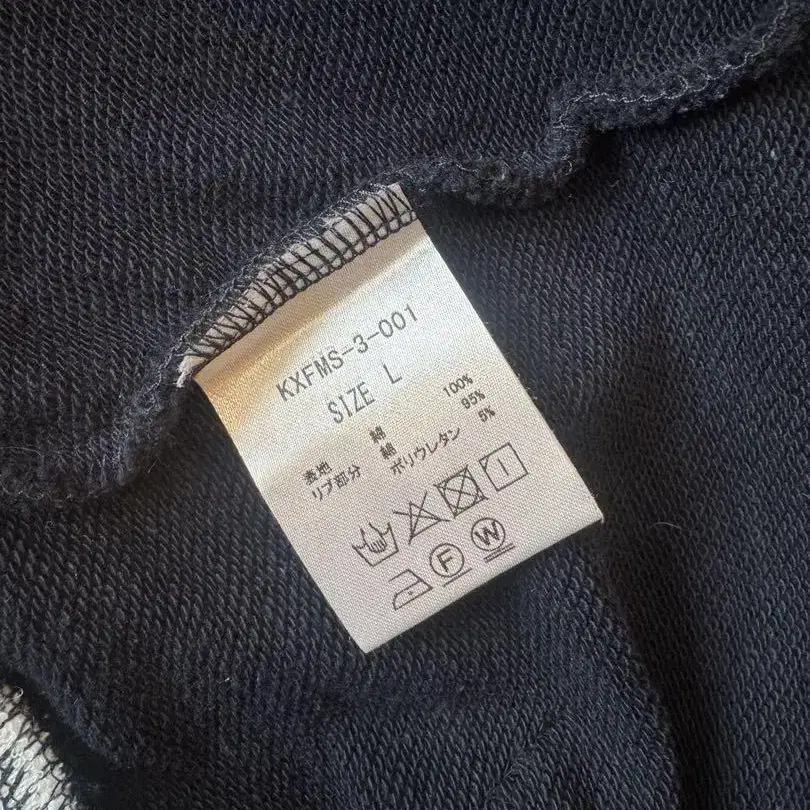 KXFMS-3-001
SIZE L
表地 綿 100%
リブ部分 綿 95%
ポリウレタン 5%
F W